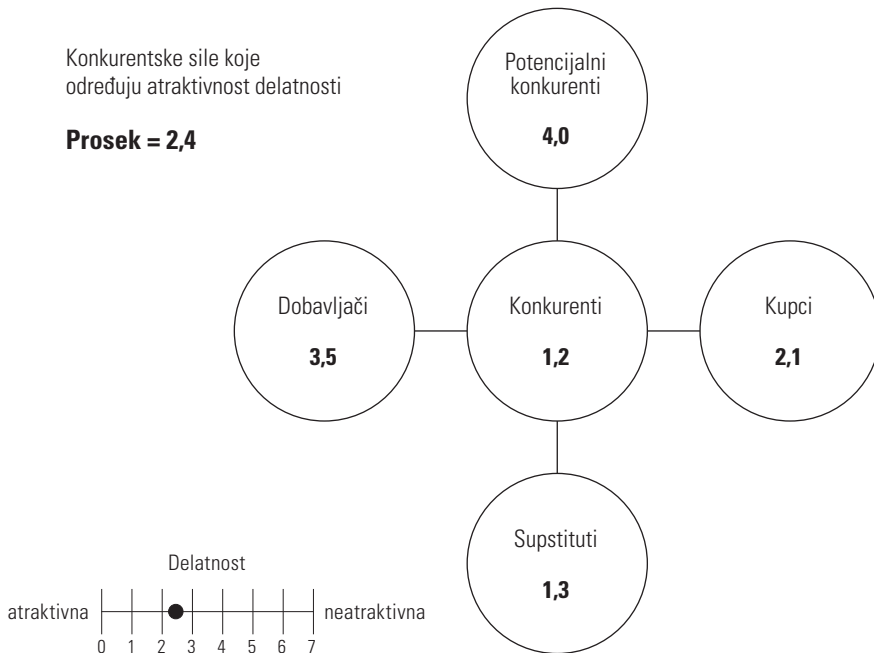 Konkurentske sile koje
određuju atraktivnost delatnosti
Prosek = 2,4
Potencijalni
konkurenti
4,0
Dobavljači
3,5
Konkurenti
1,2
Kupci
2,1
Supstituti
1,3
Delatnost
atraktivna
neatraktivna
0 1 2 3 4 5 6 7